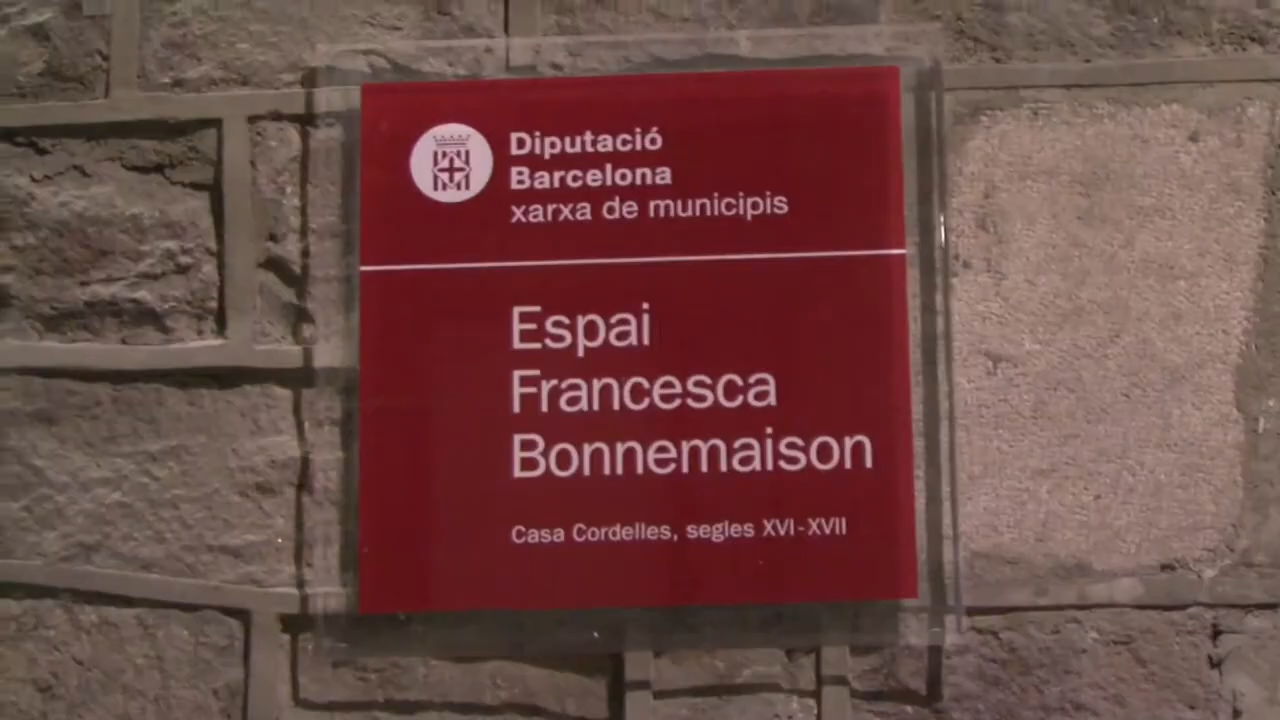 Diputació
Barcelona
xarxa de municipis
Espai
Francesca
Bonnemaison
Casa Cordelles, segles XVI-XVII